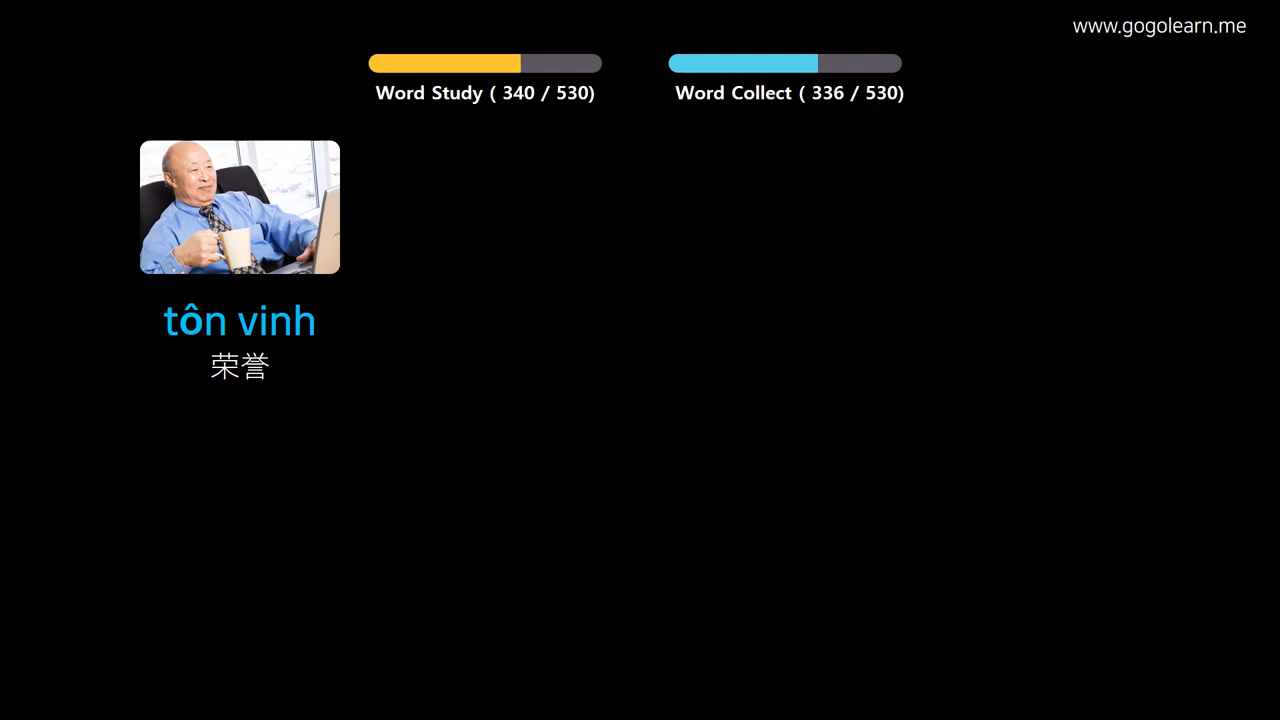 www.gogolearn.me
Word Study ( 340 / 530)
Word Collect ( 336 / 530)
tôn vinh
荣誉